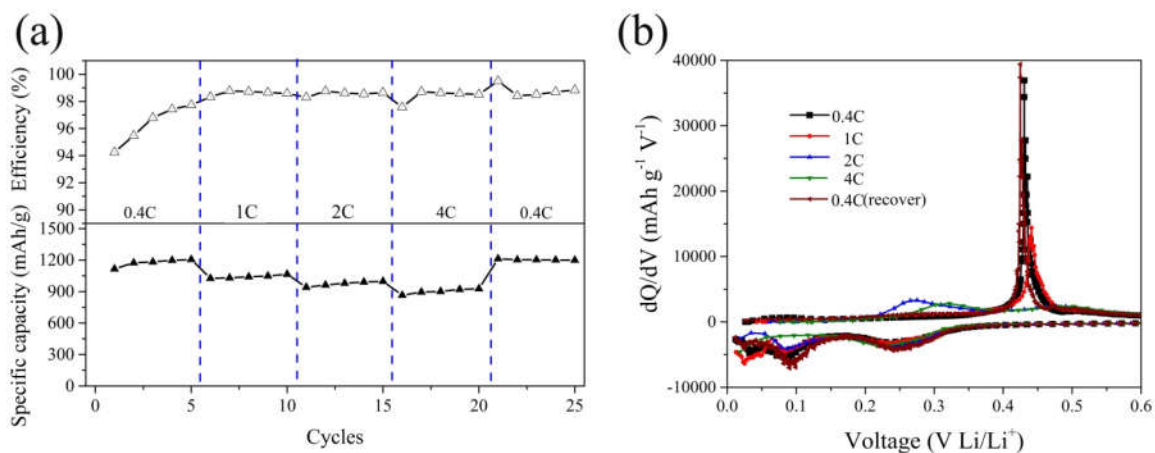 (a)
Efficiency (%)
100
98
96
94
92
90
0.4C 1C 2C 4C 0.4C
Specific capacity (mAh/g)
1500
1200
900
600
300
0
0 5 10 15 20 25
Cycles
(b)
dQ/dV (mAh g⁻¹ V⁻¹)
40000
30000
20000
10000
0
-10000
0.4C
1C
2C
4C
0.4C(recover)
0.0 0.1 0.2 0.3 0.4 0.5 0.6
Voltage (V Li/Li⁺)